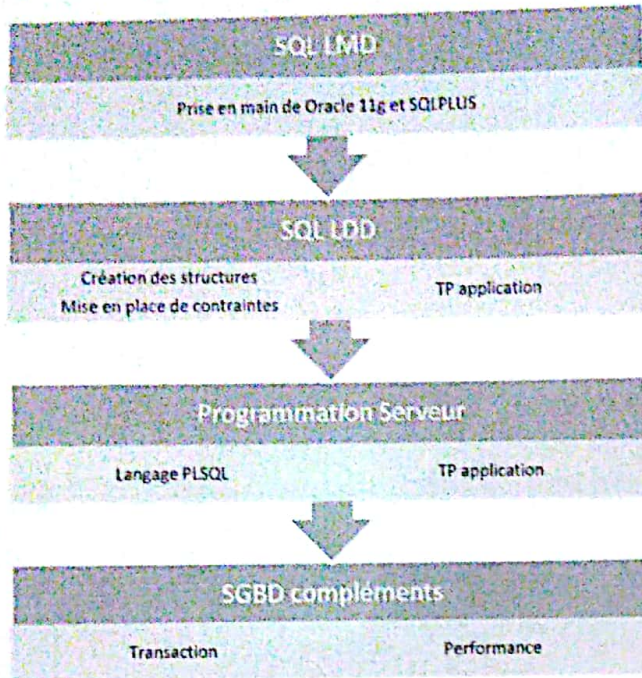 SQL LMD
Prise en main de Oracle 11g et SQLPLUS
SQL LDD
Création des structures
Mise en place de contraintes
TP application
Programmation Serveur
Langage PLSQL
TP application
SGBD compléments
Transaction
Performance